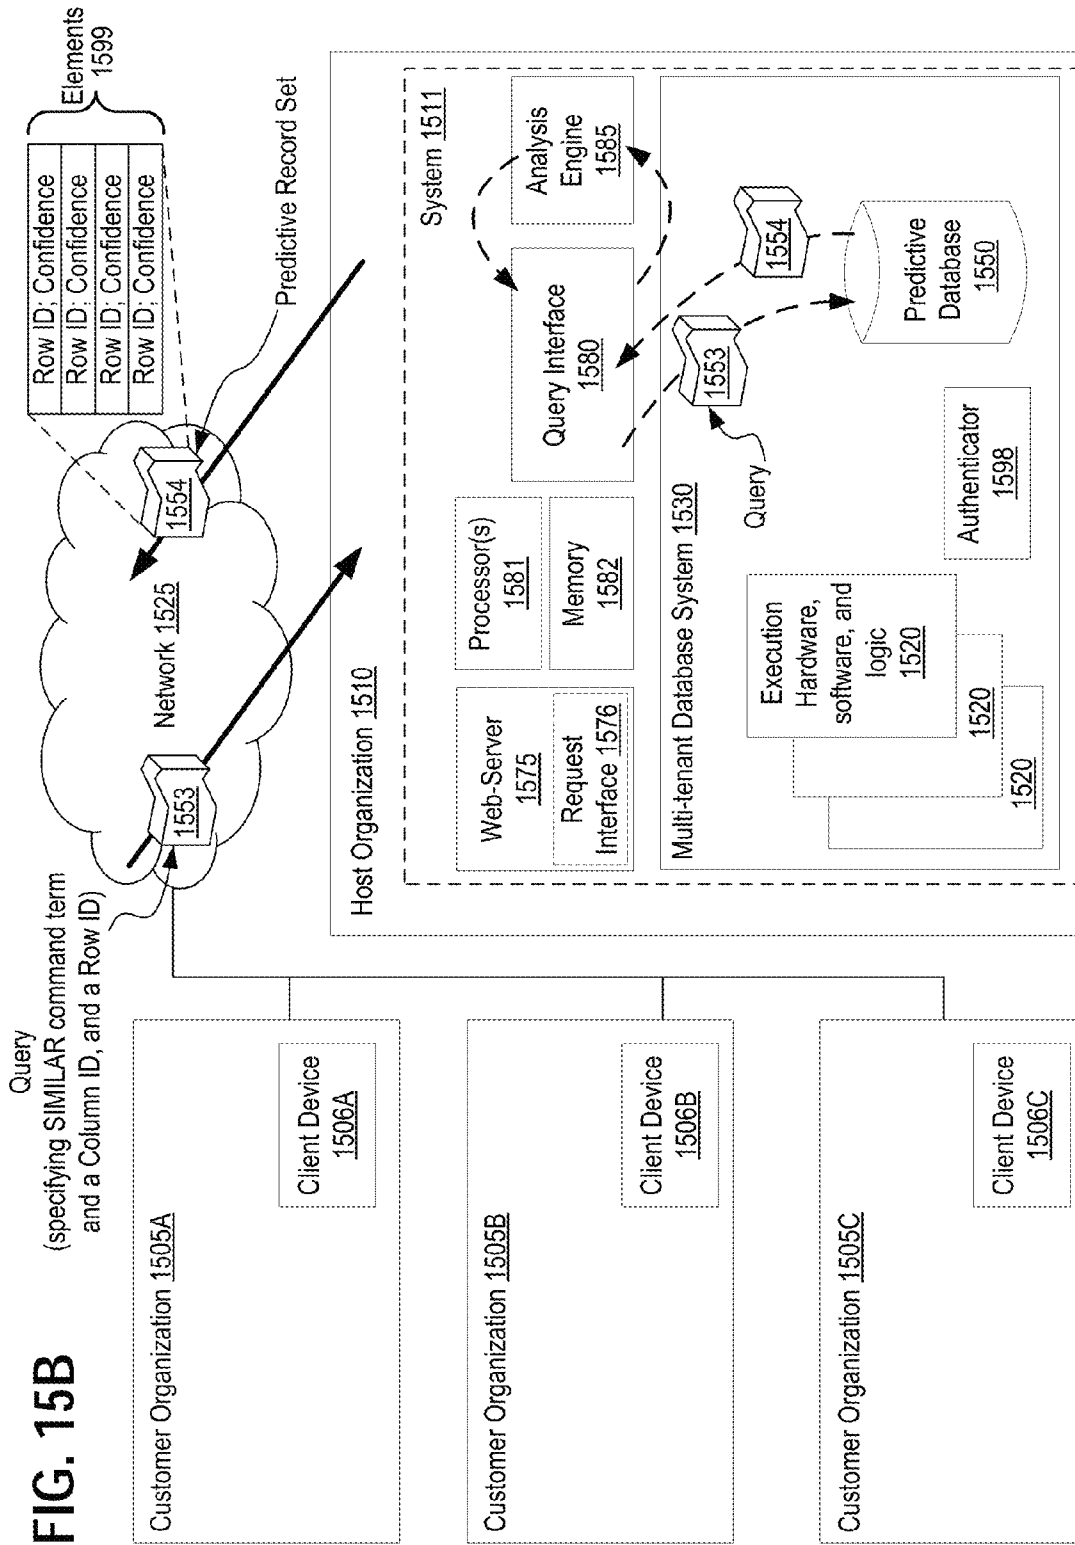 FIG. 15B
Query
(specifying SIMILAR command term
and a Column ID, and a Row ID)
Customer Organization 1505A
Client Device
1506A
Customer Organization 1505B
Client Device
1506B
Customer Organization 1505C
Client Device
1506C
1553
Network 1525
1554
Row ID; Confidence
Row ID; Confidence
Row ID; Confidence
Row ID; Confidence
Elements
1599
Predictive Record Set
Host Organization 1510
System 1511
Web-Server
1575
Request
Interface 1576
Processor(s)
1581
Memory
1582
Query Interface
1580
Analysis
Engine
1585
Multi-tenant Database System 1530
Query
1553
1554
Execution
Hardware,
software, and
logic
1520
1520
1520
Authenticator
1598
Predictive
Database
1550